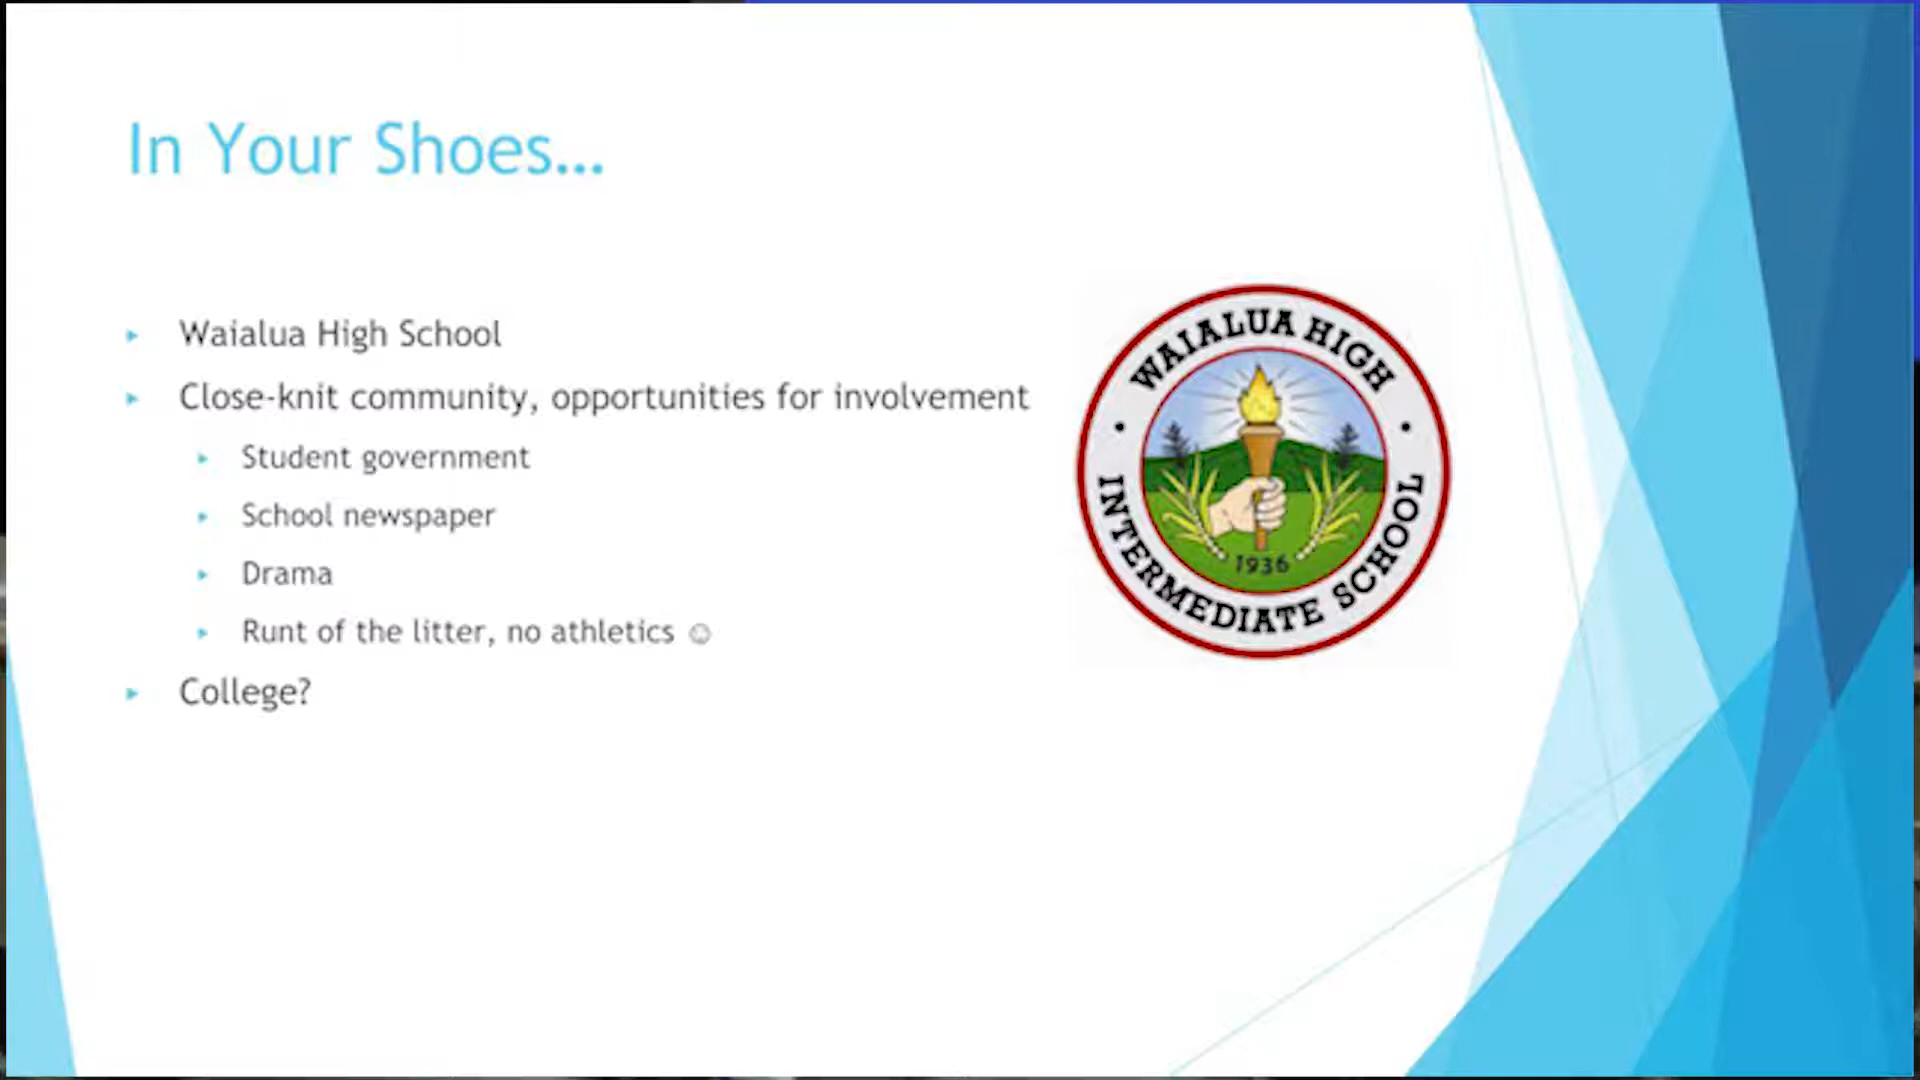 In Your Shoes...
Waialua High School
Close-knit community, opportunities for involvement
Student government
School newspaper
Drama
Runt of the litter, no athletics ☺
College?
WAIALUA HIGH
INTERMEDIATE SCHOOL
1936